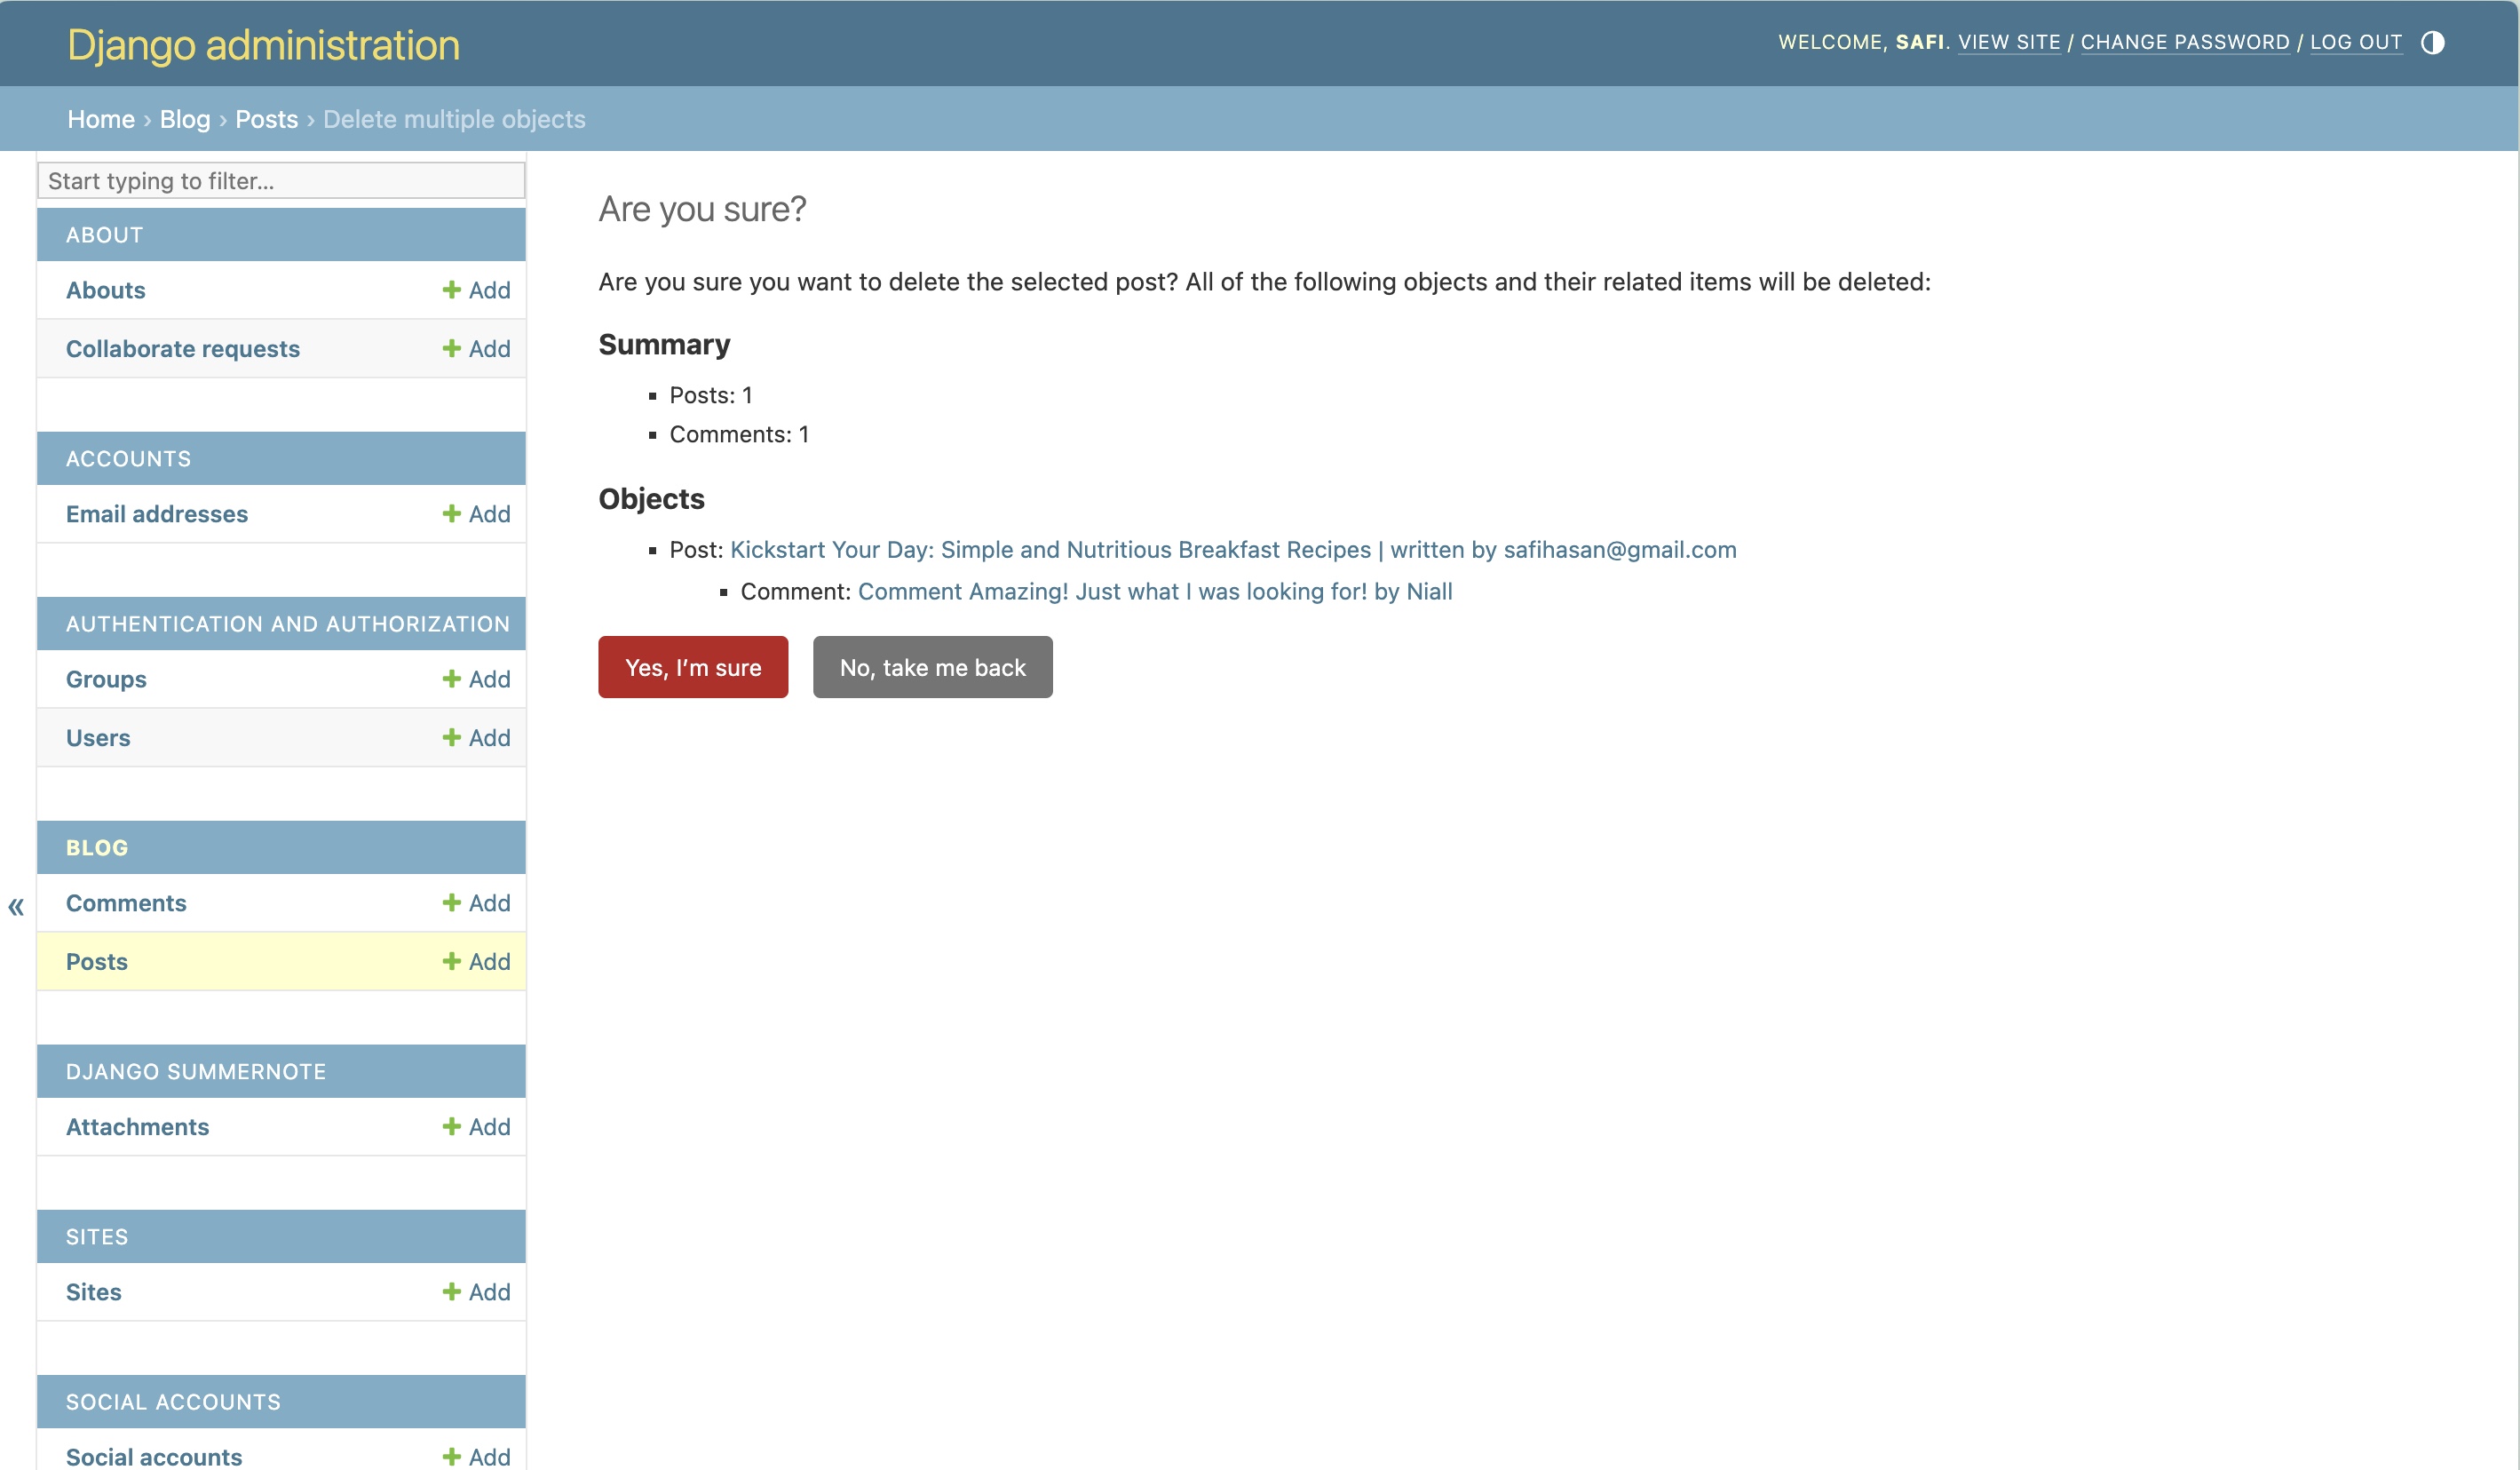 Django administration
WELCOME, SAFI. VIEW SITE / CHANGE PASSWORD / LOG OUT
Home › Blog › Posts › Delete multiple objects
Start typing to filter...
ABOUT
Abouts + Add
Collaborate requests + Add
ACCOUNTS
Email addresses + Add
AUTHENTICATION AND AUTHORIZATION
Groups + Add
Users + Add
BLOG
Comments + Add
Posts + Add
DJANGO SUMMERNOTE
Attachments + Add
SITES
Sites + Add
SOCIAL ACCOUNTS
Social accounts + Add
«
Are you sure?
Are you sure you want to delete the selected post? All of the following objects and their related items will be deleted:
Summary
Posts: 1
Comments: 1
Objects
Post: Kickstart Your Day: Simple and Nutritious Breakfast Recipes | written by safihasan@gmail.com
Comment: Comment Amazing! Just what I was looking for! by Niall
Yes, I’m sure
No, take me back